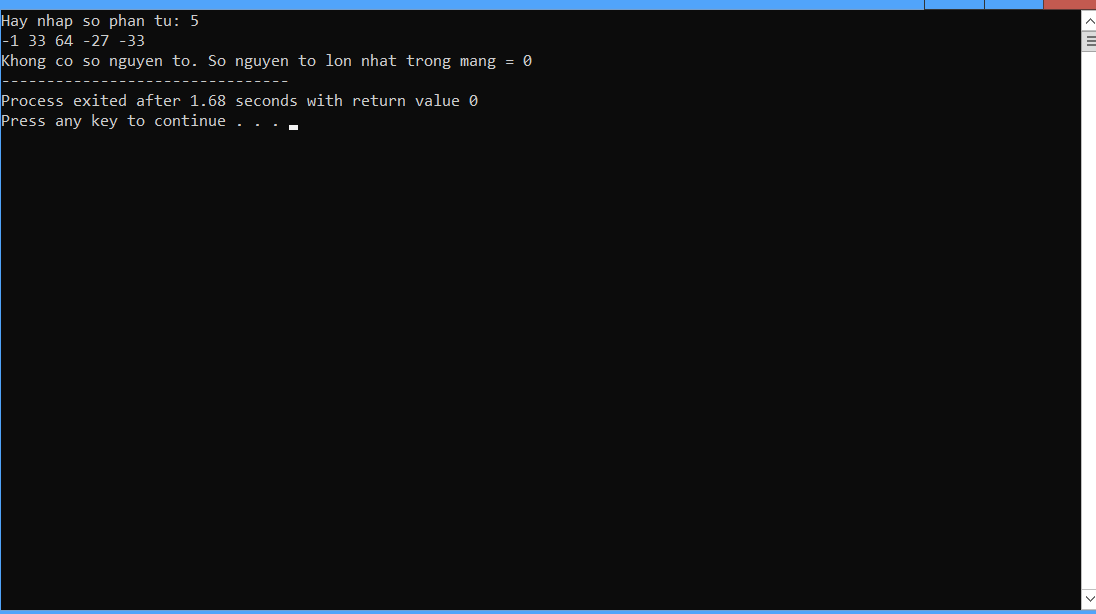 Hay nhap so phan tu: 5
-1 33 64 -27 -33
Khong co so nguyen to. So nguyen to lon nhat trong mang = 0
--------------------------------
Process exited after 1.68 seconds with return value 0
Press any key to continue . . .